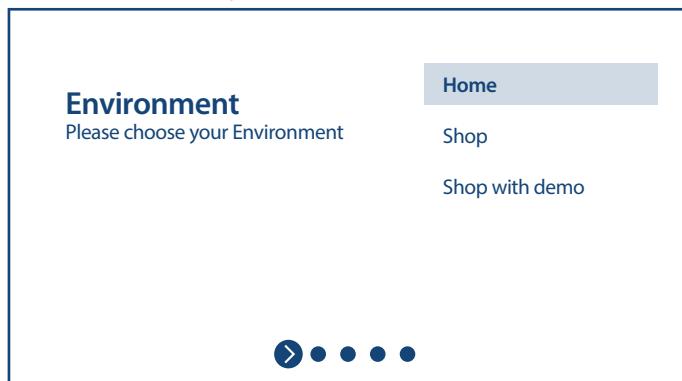 Environment
Please choose your Environment
Home
Shop
Shop with demo